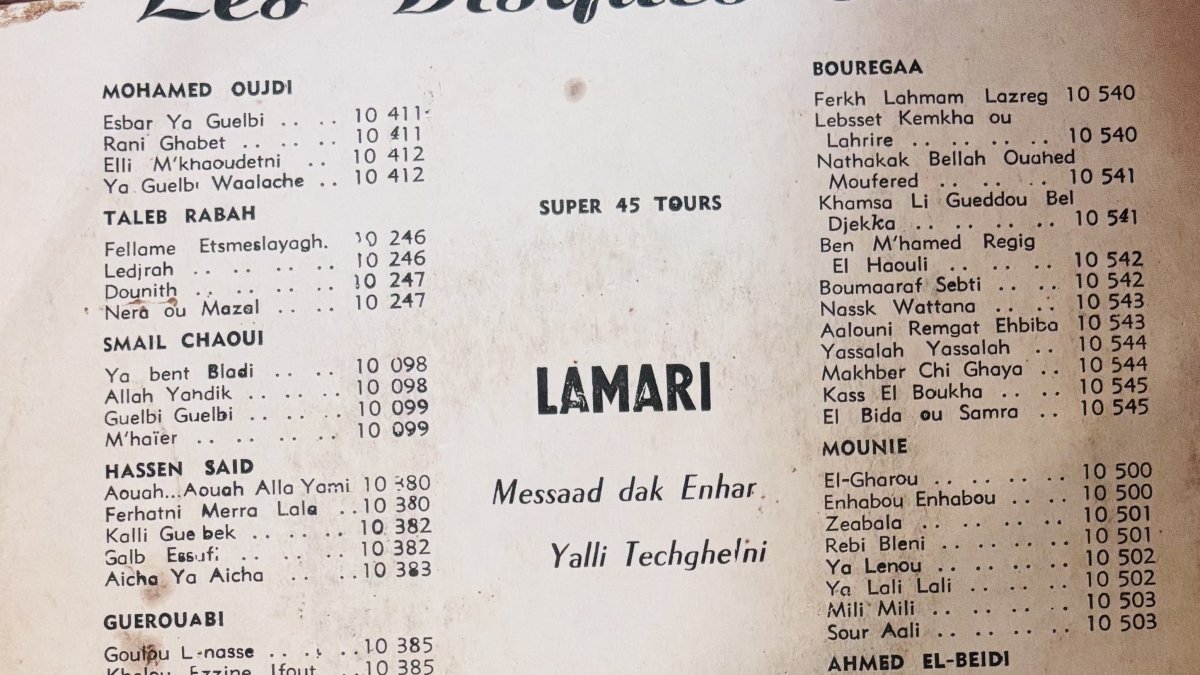 Les Disques
MOHAMED OUJDI
Esbar Ya Guelbi .. .. 10 411
Rani Ghabet .. .. .. 10 411
Elli M'khaoudetni .. 10 412
Ya Guelbi Waalache .. 10 412
TALEB RABAH
Fellame Etsmeslayagh. 10 246
Ledjrah .. .. .. .. 10 246
Dounith .. .. .. .. 10 247
Nera ou Mazal .. .. 10 247
SMAIL CHAOUI
Ya bent Bladi .. .. 10 098
Allah Yandik .. .. .. 10 098
Guelbi Guelbi .. .. .. 10 099
M'haïer .. .. .. .. 10 099
HASSEN SAID
Aouah...Aouah Alla Yami 10 380
Ferhatni Merra Lala .. 10 380
Kalli Gue bek .. .. 10 382
Galb Essufi .. .. .. 10 382
Aicha Ya Aicha .. .. 10 383
GUEROUABI
Goulou .. .. .. 10 385
Ezzine Ifout .. 10 385
SUPER 45 TOURS
LAMARI
Messaad dak Enhar
Yalli Techghelni
BOUREGAA
Ferkh Lahmam Lazreg 10 540
Lebsset Kemkha ou
Lahrire .. .. .. .. 10 540
Nathakak Bellah Ouahed
Moufered .. .. .. 10 541
Khamsa Li Gueddou Bel
Djekka .. .. .. .. 10 541
Ben M'hamed Regig
El Haouli .. .. .. 10 542
Boumaaraf Sebti .. .. 10 542
Nassk Wattana .. .. 10 543
Aalouni Remgat Ehbiba 10 543
Yassalah Yassalah .. 10 544
Makhber Chi Ghaya .. 10 544
Kass El Boukha .. .. 10 545
El Bida ou Samra .. 10 545
MOUNIE
El-Gharou .. .. .. .. 10 500
Enhabou Enhabou .. .. 10 500
Zeabala .. .. .. .. 10 501
Rebi Bleni .. .. .. .. 10 501
Ya Lenou .. .. .. .. 10 502
Ya Lali Lali .. .. .. 10 502
Mili Mili .. .. .. .. 10 503
Sour Aali .. .. .. .. 10 503
AHMED EL-BEIDI